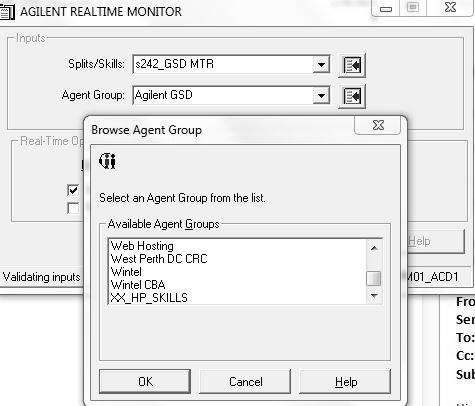 AGILENT REALTIME MONITOR
Inputs
Splits/Skills: s242_GSD MTR
Agent Group: Agilent GSD
Browse Agent Group
Real-Time Op
Select an Agent Group from the list.
Available Agent Groups
Web Hosting
West Perth DC CRC
Wintel
Wintel CBA
XX_HP_SKILLS
Help
Validating inputs
M01_ACD1
Fro
Ser
To:
Cc:
Sub
OK Cancel Help